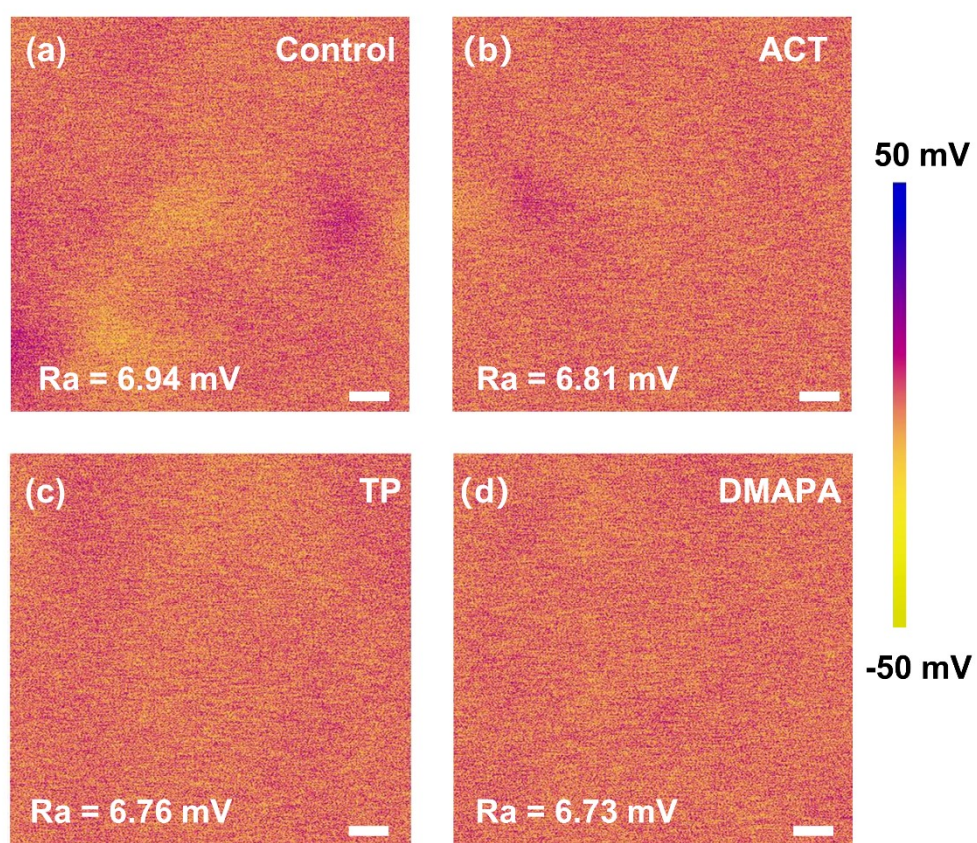 (a) Control
Ra = 6.94 mV
(b) ACT
Ra = 6.81 mV
50 mV
-50 mV
(c) TP
Ra = 6.76 mV
(d) DMAPA
Ra = 6.73 mV